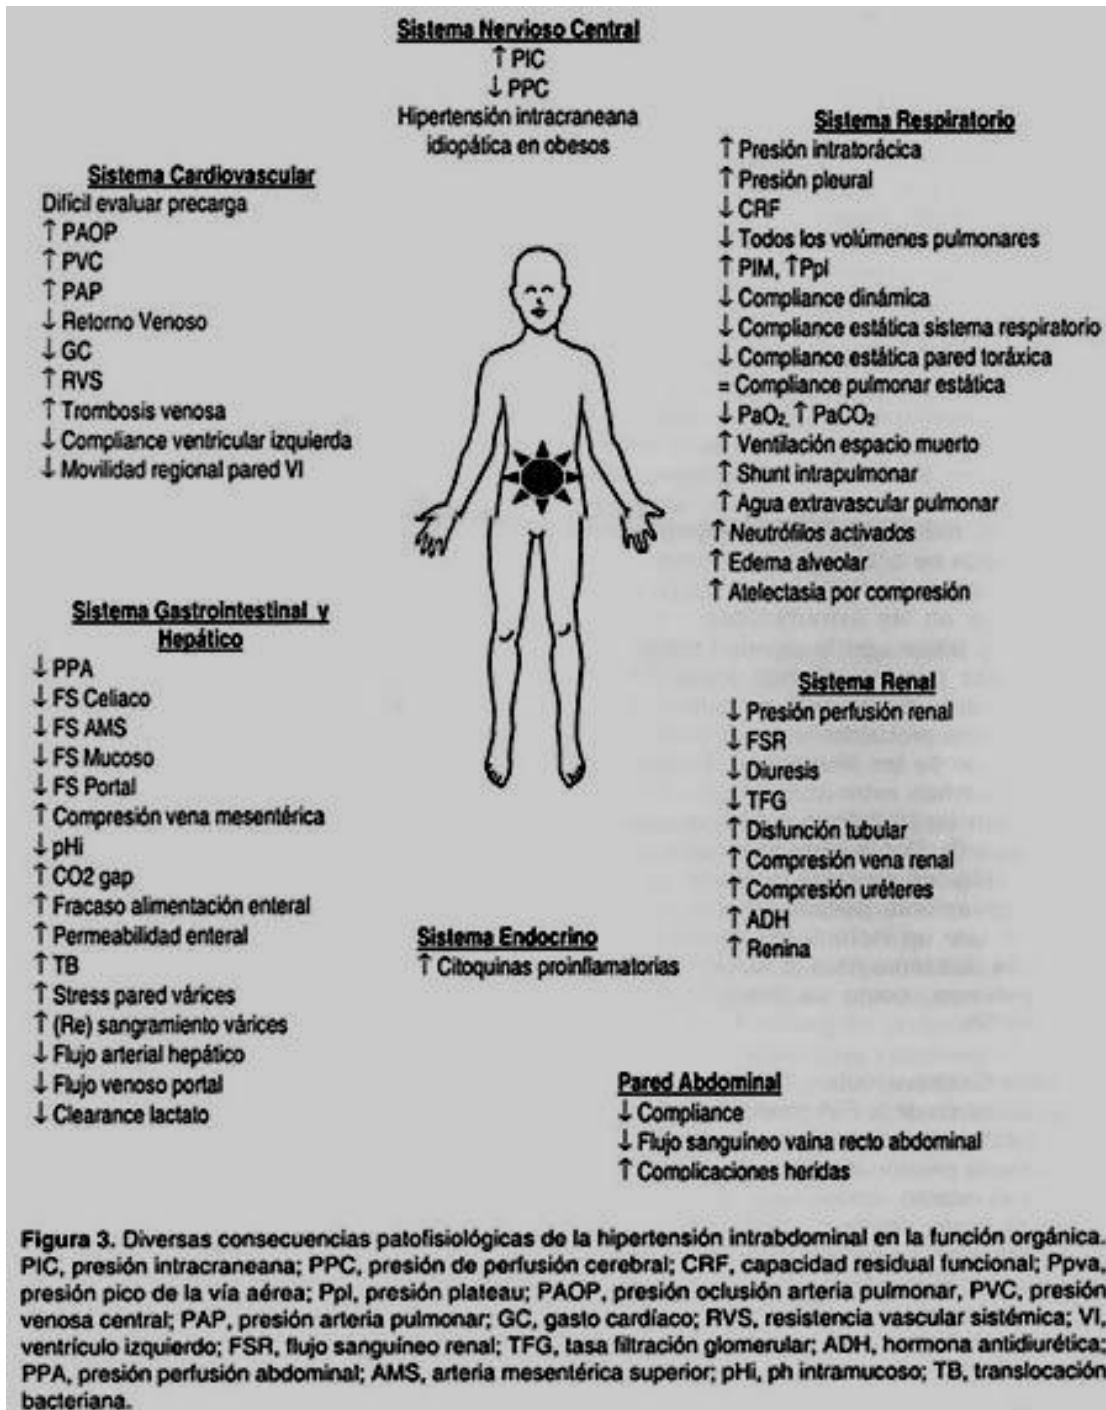 Sistema Nervioso Central
↑ PIC
↓ PPC
Hipertensión intracraneana
idiopática en obesos
Sistema Cardiovascular
Difícil evaluar precarga
↑ PAOP
↑ PVC
↑ PAP
↓ Retorno Venoso
↓ GC
↑ RVS
↑ Trombosis venosa
↓ Compliance ventricular izquierda
↓ Movilidad regional pared VI
Sistema Respiratorio
↑ Presión intratorácica
↑ Presión pleural
↓ CRF
↓ Todos los volúmenes pulmonares
↑ PIM, ↑Ppl
↓ Compliance dinámica
↓ Compliance estática sistema respiratorio
↓ Compliance estática pared toráxica
= Compliance pulmonar estática
↓ PaO₂, ↑ PaCO₂
↑ Ventilación espacio muerto
↑ Shunt intrapulmonar
↑ Agua extravascular pulmonar
↑ Neutrófilos activados
↑ Edema alveolar
↑ Atelectasia por compresión
Sistema Gastrointestinal y
Hepático
↓ PPA
↓ FS Celiaco
↓ FS AMS
↓ FS Mucoso
↓ FS Portal
↑ Compresión vena mesentérica
↓ pHi
↑ CO2 gap
↑ Fracaso alimentación enteral
↑ Permeabilidad enteral
↑ TB
↑ Stress pared várices
↑ (Re) sangramiento várices
↓ Flujo arterial hepático
↓ Flujo venoso portal
↓ Clearance lactato
Sistema Renal
↓ Presión perfusión renal
↓ FSR
↓ Diuresis
↓ TFG
↑ Disfunción tubular
↑ Compresión vena renal
↑ Compresión uréteres
↑ ADH
↑ Renina
Sistema Endocrino
↑ Citoquinas proinflamatorias
Pared Abdominal
↓ Compliance
↓ Flujo sanguíneo vaina recto abdominal
↑ Complicaciones heridas
Figura 3. Diversas consecuencias patofisiológicas de la hipertensión intrabdominal en la función orgánica.
PIC, presión intracraneana; PPC, presión de perfusión cerebral; CRF, capacidad residual funcional; Ppva,
presión pico de la vía aérea; Ppl, presión plateau; PAOP, presión oclusión arteria pulmonar, PVC, presión
venosa central; PAP, presión arteria pulmonar; GC, gasto cardíaco; RVS, resistencia vascular sistémica; VI,
ventrículo izquierdo; FSR, flujo sanguíneo renal; TFG, tasa filtración glomerular; ADH, hormona antidiurética;
PPA, presión perfusión abdominal; AMS, arteria mesentérica superior; pHi, ph intramucoso; TB, translocación
bacteriana.